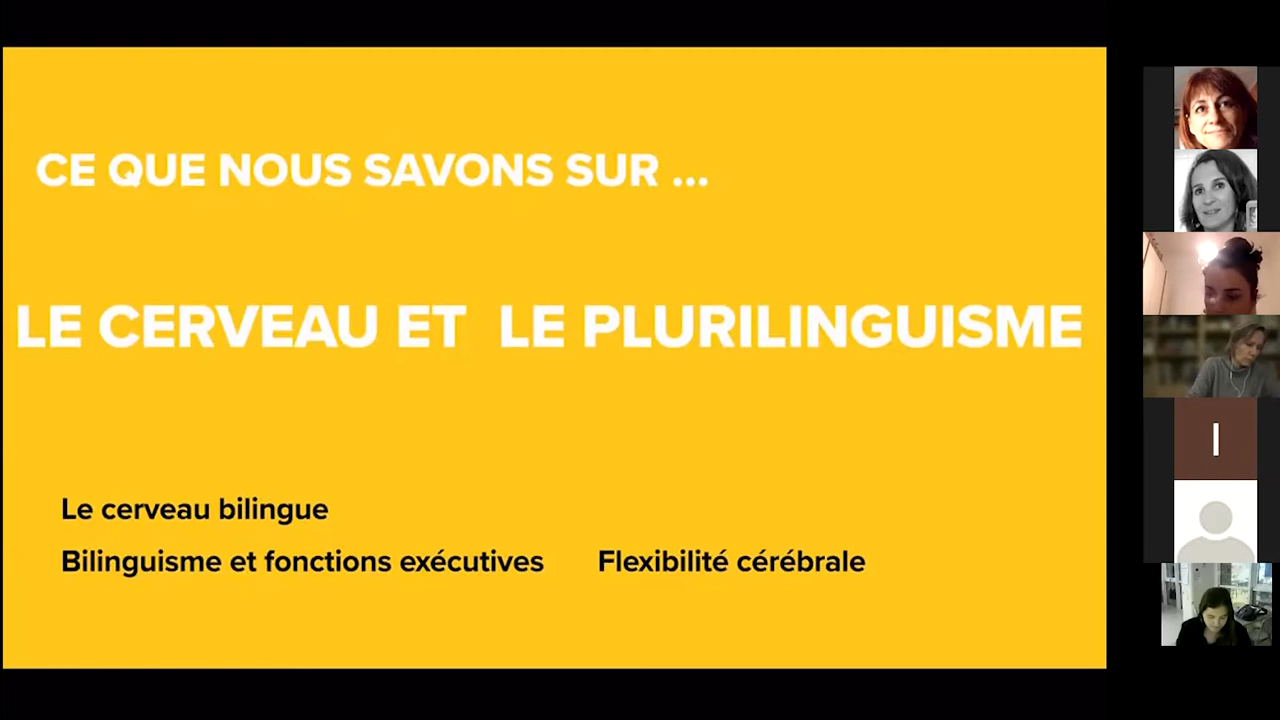 CE QUE NOUS SAVONS SUR ...
LE CERVEAU ET LE PLURILINGUISME
Le cerveau bilingue
Bilinguisme et fonctions exécutives Flexibilité cérébrale
I